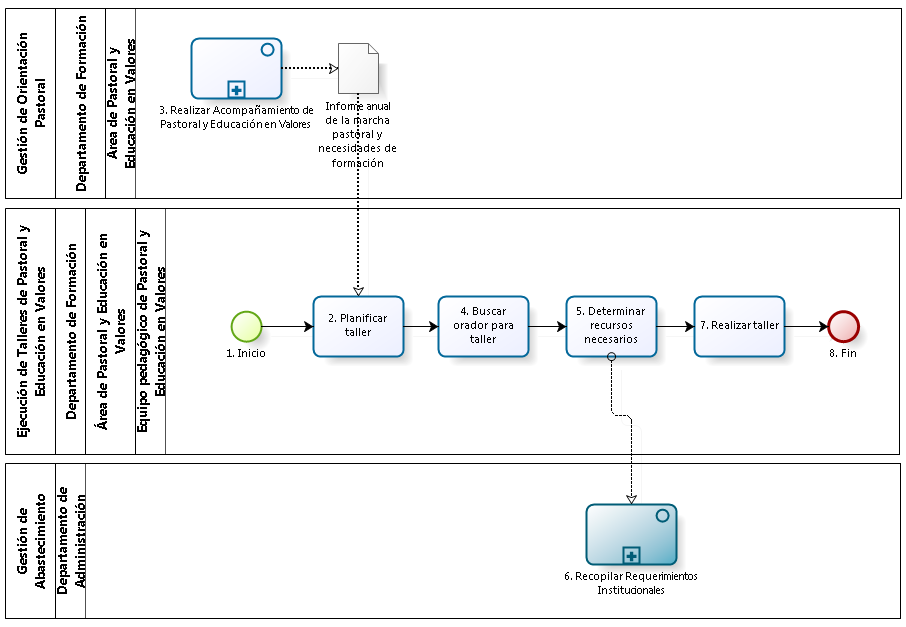 Gestión de Orientación
Pastoral
Departamento de Formación
Área de Pastoral y
Educación en Valores
3. Realizar Acompañamiento de
Pastoral y Educación en Valores
Informe anual
de la marcha
pastoral y
necesidades de
formación
Ejecución de Talleres de Pastoral y
Educación en Valores
Departamento de Formación
Área de Pastoral y Educación en
Valores
Equipo pedagógico de Pastoral y
Educación en Valores
1. Inicio
2. Planificar
taller
4. Buscar
orador para
taller
5. Determinar
recursos
necesarios
7. Realizar taller
8. Fin
Gestión de
Abastecimiento
Departamento de
Administración
6. Recopilar Requerimientos
Institucionales